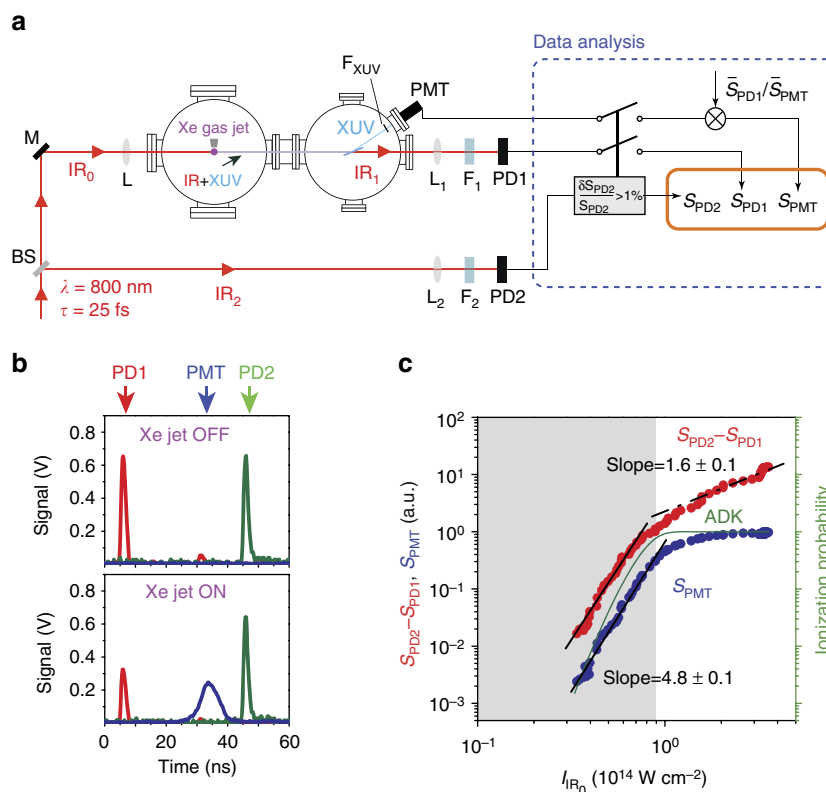 a
Data analysis
F_XUV
PMT
S̄_PD1/S̄_PMT
M
Xe gas jet
XUV
IR_0
L
IR+XUV
IR_1
L_1
F_1
PD1
δS_PD2
S_PD2
>1%
S_PD2
S_PD1
S_PMT
BS
λ = 800 nm
τ = 25 fs
IR_2
L_2
F_2
PD2
b
PD1 PMT PD2
Xe jet OFF
Signal (V)
0.8
0.6
0.4
0.2
Xe jet ON
Signal (V)
0.8
0.6
0.4
0.2
0 20 40 60
Time (ns)
c
S_PD2–S_PD1, S_PMT (a.u.)
10^2
10^1
10^0
10^–1
10^–2
10^–3
S_PD2–S_PD1
Slope=1.6 ± 0.1
ADK
S_PMT
Slope=4.8 ± 0.1
Ionization probability
10^–1
10^0
I_IR_0 (10^14 W cm^–2)